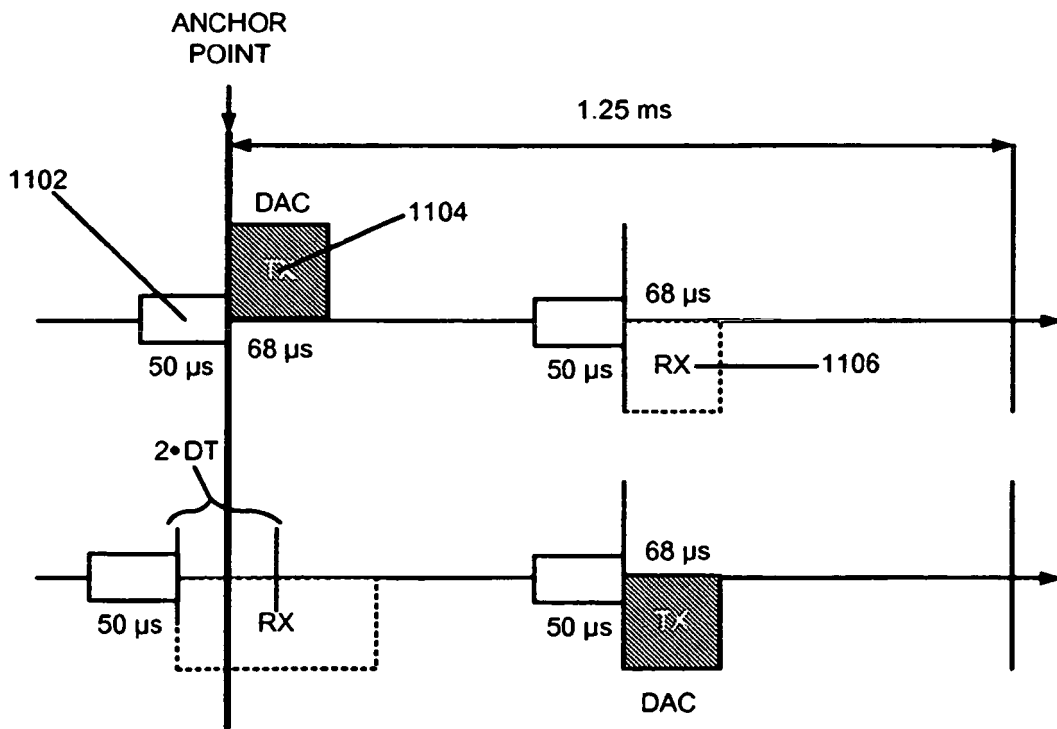 ANCHOR
POINT
1.25 ms
1102
DAC
1104
TX
68 µs
50 µs
68 µs
50 µs
RX
1106
2•DT
68 µs
50 µs
RX
50 µs
TX
DAC